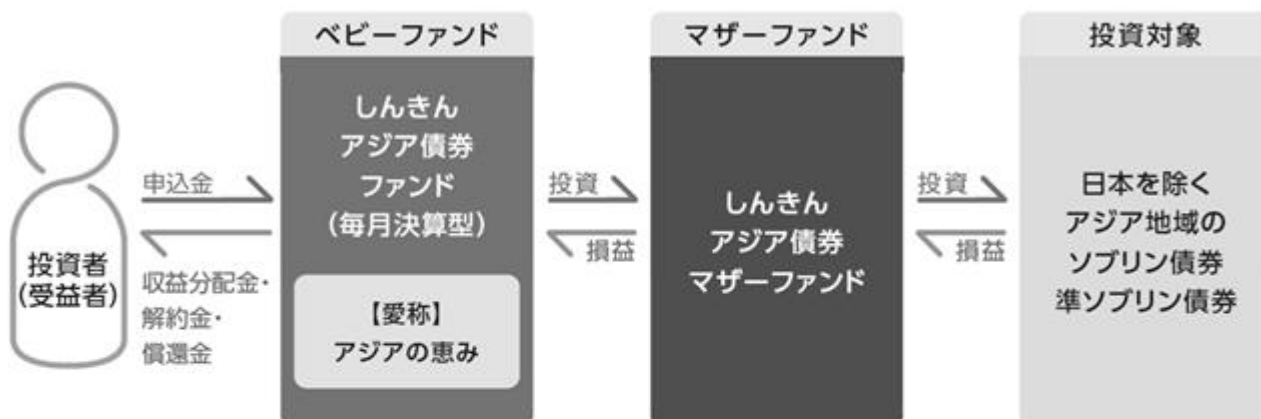 ベビーファンド
マザーファンド
投資対象
投資者
(受益者)
申込金
収益分配金・
解約金・
償還金
しんきん
アジア債券
ファンド
(毎月決算型)
【愛称】
アジアの恵み
投資
損益
しんきん
アジア債券
マザーファンド
投資
損益
日本を除く
アジア地域の
ソブリン債券
準ソブリン債券